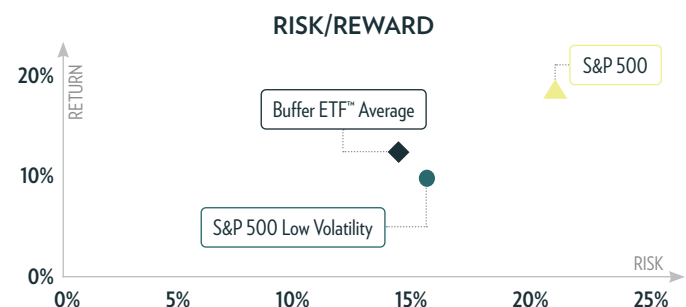 RISK/REWARD
20%
RETURN
S&P 500
Buffer ETF™ Average
10%
S&P 500 Low Volatility
RISK
0%
0% 5% 10% 15% 20% 25%